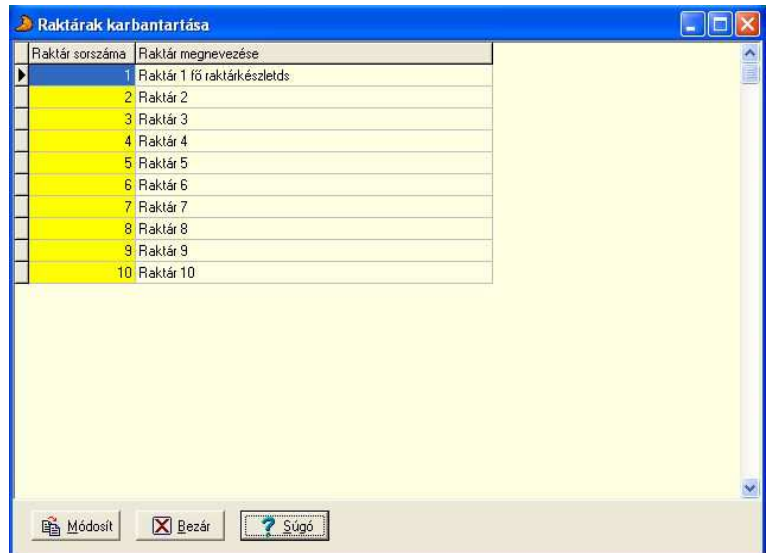 Raktárak karbantartása
Raktár sorszáma Raktár megnevezése
1 Raktár 1 fő raktárkészletds
2 Raktár 2
3 Raktár 3
4 Raktár 4
5 Raktár 5
6 Raktár 6
7 Raktár 7
8 Raktár 8
9 Raktár 9
10 Raktár 10
Módosít Bezár ? Súgó